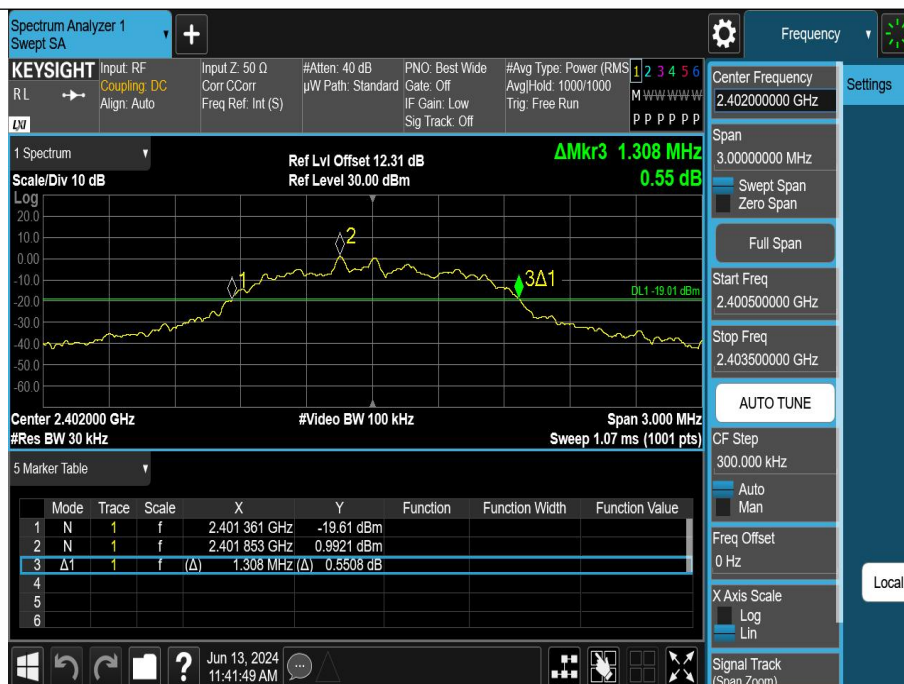 Spectrum Analyzer 1
Swept SA
Frequency
KEYSIGHT
RL
LXI
Input: RF
Coupling: DC
Align: Auto
Input Z: 50 Ω
Corr CCorr
Freq Ref: Int (S)
#Atten: 40 dB
µW Path: Standard
PNO: Best Wide
Gate: Off
IF Gain: Low
Sig Track: Off
#Avg Type: Power (RMS
Avg|Hold: 1000/1000
Trig: Free Run
1 2 3 4 5 6
M W W W W W
P P P P P P
1 Spectrum
Scale/Div 10 dB
Log
Ref Lvl Offset 12.31 dB
Ref Level 30.00 dBm
ΔMkr3 1.308 MHz
0.55 dB
20.0
10.0
0.00
-10.0
-20.0
-30.0
-40.0
-50.0
-60.0
1
2
3Δ1
DL1 -19.01 dBm
Center 2.402000 GHz
#Res BW 30 kHz
#Video BW 100 kHz
Span 3.000 MHz
Sweep 1.07 ms (1001 pts)
5 Marker Table
Mode Trace Scale X Y Function Function Width Function Value
1 N 1 f 2.401 361 GHz -19.61 dBm
2 N 1 f 2.401 853 GHz 0.9921 dBm
3 Δ1 1 f (Δ) 1.308 MHz (Δ) 0.5508 dB
4
5
6
?
Jun 13, 2024
11:41:49 AM
Center Frequency
2.402000000 GHz
Span
3.00000000 MHz
Swept Span
Zero Span
Full Span
Start Freq
2.400500000 GHz
Stop Freq
2.403500000 GHz
AUTO TUNE
CF Step
300.000 kHz
Auto
Man
Freq Offset
0 Hz
X Axis Scale
Log
Lin
Signal Track
(Span Zoom)
Settings
Local